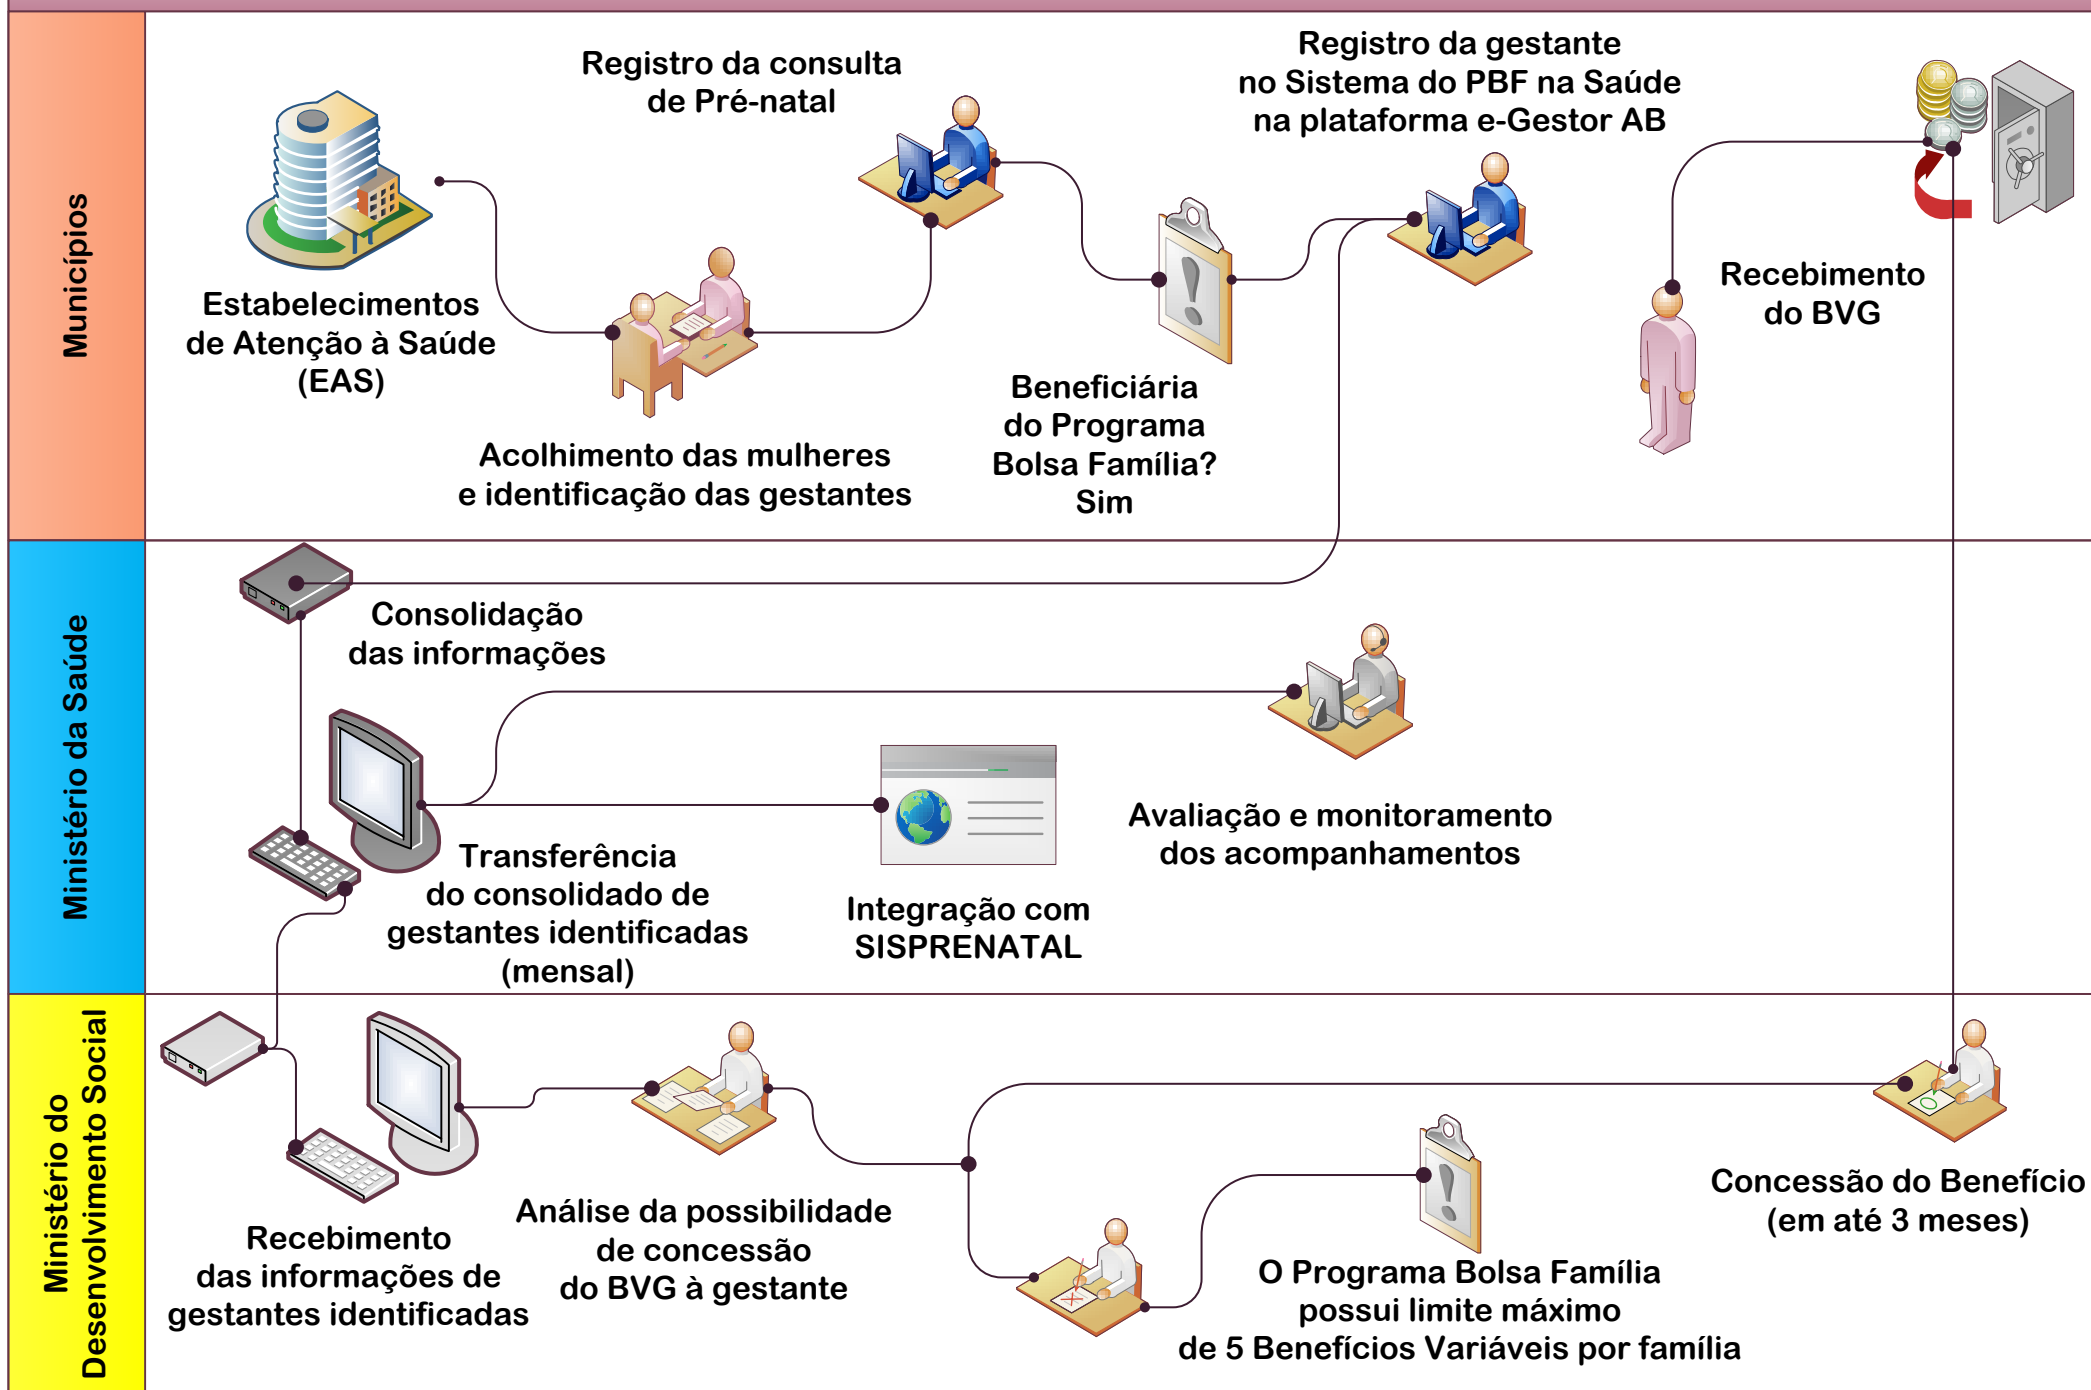 Municípios
Estabelecimentos
de Atenção à Saúde
(EAS)
Acolhimento das mulheres
e identificação das gestantes
Registro da consulta
de Pré-natal
Beneficiária
do Programa
Bolsa Família?
Sim
Registro da gestante
no Sistema do PBF na Saúde
na plataforma e-Gestor AB
Recebimento
do BVG
Ministério da Saúde
Consolidação
das informações
Transferência
do consolidado de
gestantes identificadas
(mensal)
Integração com
SISPRENATAL
Avaliação e monitoramento
dos acompanhamentos
Ministério do
Desenvolvimento Social
Recebimento
das informações de
gestantes identificadas
Análise da possibilidade
de concessão
do BVG à gestante
O Programa Bolsa Família
possui limite máximo
de 5 Benefícios Variáveis por família
Concessão do Benefício
(em até 3 meses)